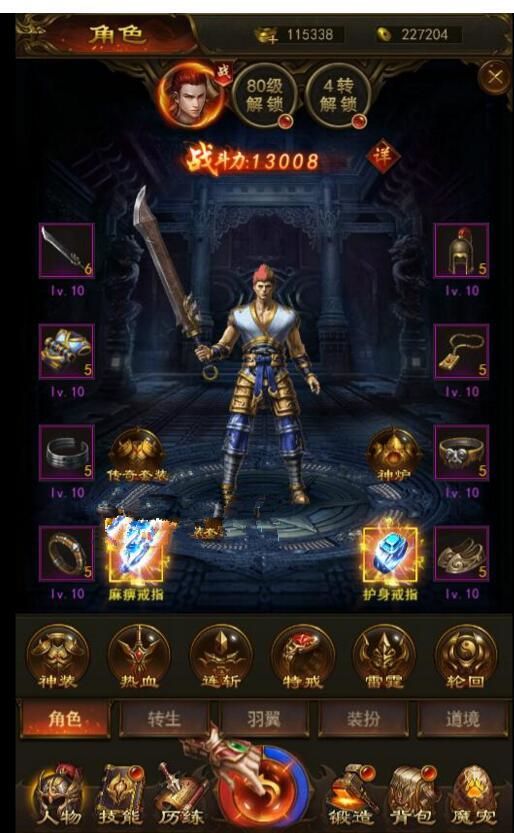 角色
115338
227204
战
80级
解锁
4转
解锁
战斗力:13008
详
6
5
lv.10
lv.10
5
5
lv.10
lv.10
5
5
传奇套装
神炉
lv.10
lv.10
5
5
lv.10
麻痹戒指
护身戒指
lv.10
神装
热血
连斩
特戒
雷霆
轮回
角色
转生
羽翼
装扮
道境
人物
技能
历练
锻造
背包
魔宠